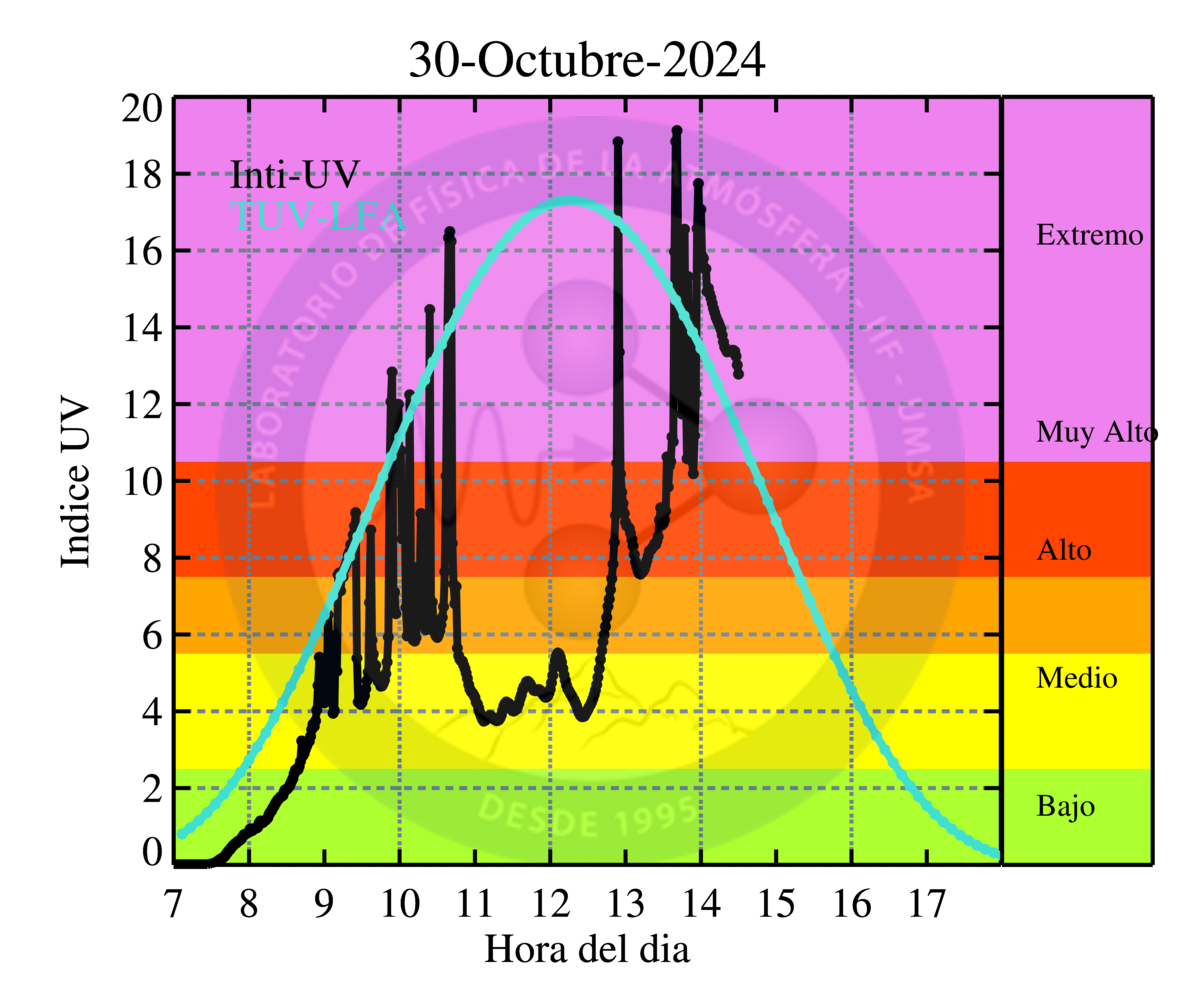 30-Octubre-2024
20
18
16
14
12
10
8
6
4
2
0
Indice UV
Inti-UV
TUV-LFA
LABORATORIO DE FÍSICA DE LA ATMÓSFERA - IIF - UMSA
DESDE 1995
Extremo
Muy Alto
Alto
Medio
Bajo
7 8 9 10 11 12 13 14 15 16 17
Hora del dia